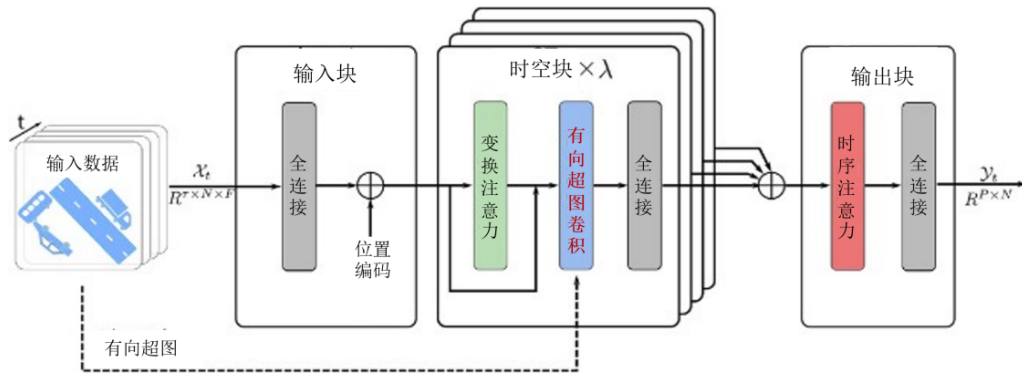 t
输入数据
有向超图
𝒳_t
R^{τ×N×F}
输入块
全连接
位置
编码
时空块×λ
变换注意力
有向超图卷积
全连接
输出块
时序注意力
全连接
𝒴_t
R^{P×N}